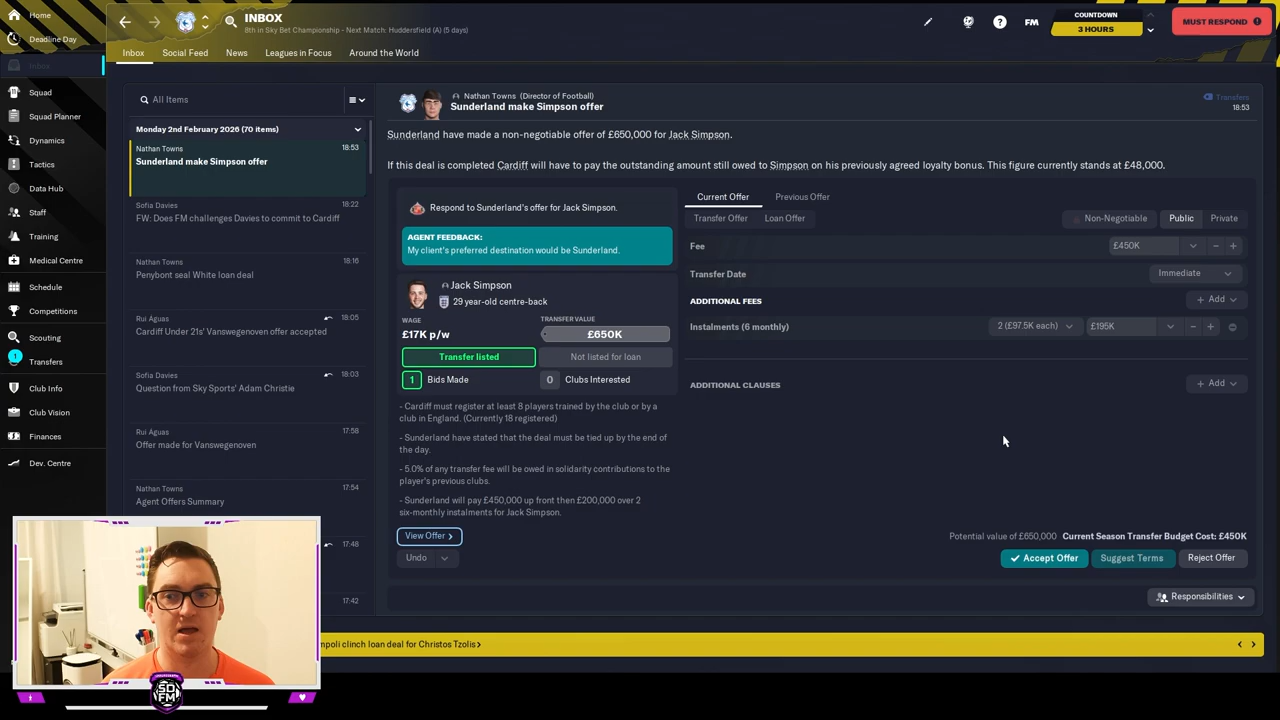 Home
Deadline Day
Inbox
Squad
Squad Planner
Dynamics
Tactics
Data Hub
Staff
Training
Medical Centre
Schedule
Competitions
Scouting
1
Transfers
Club Info
Club Vision
Finances
Dev. Centre
INBOX
8th in Sky Bet Championship - Next Match: Huddersfield (A) (5 days)
FM
COUNTDOWN
3 HOURS
MUST RESPOND
Inbox Social Feed News Leagues in Focus Around the World
All Items
Monday 2nd February 2026 (70 items)
Nathan Towns 18:53
Sunderland make Simpson offer
Sofia Davies 18:22
FW: Does FM challenges Davies to commit to Cardiff
Nathan Towns 18:16
Penybont seal White loan deal
Rui Águas 18:05
Cardiff Under 21s' Vanswegenoven offer accepted
Sofia Davies 18:03
Question from Sky Sports' Adam Christie
Rui Águas 17:58
Offer made for Vanswegenoven
Nathan Towns 17:54
Agent Offers Summary
17:48
17:42
Nathan Towns (Director of Football)
Sunderland make Simpson offer
Transfers
18:53
Sunderland have made a non-negotiable offer of £650,000 for Jack Simpson.
If this deal is completed Cardiff will have to pay the outstanding amount still owed to Simpson on his previously agreed loyalty bonus. This figure currently stands at £48,000.
Respond to Sunderland's offer for Jack Simpson.
AGENT FEEDBACK:
My client's preferred destination would be Sunderland.
Jack Simpson
29 year-old centre-back
WAGE TRANSFER VALUE
£17K p/w £650K
Transfer listed Not listed for loan
1 Bids Made 0 Clubs Interested
- Cardiff must register at least 8 players trained by the club or by a
club in England. (Currently 18 registered)
- Sunderland have stated that the deal must be tied up by the end of
the day.
- 5.0% of any transfer fee will be owed in solidarity contributions to the
player's previous clubs.
- Sunderland will pay £450,000 up front then £200,000 over 2
six-monthly instalments for Jack Simpson.
View Offer
Undo
Current Offer Previous Offer
Transfer Offer Loan Offer Non-Negotiable Public Private
Fee £450K
Transfer Date Immediate
ADDITIONAL FEES Add
Instalments (6 monthly) 2 (£97.5K each) £195K
ADDITIONAL CLAUSES Add
Potential value of £650,000 Current Season Transfer Budget Cost: £450K
Accept Offer Suggest Terms Reject Offer
Responsibilities
mpoli clinch loan deal for Christos Tzolis
SDFM